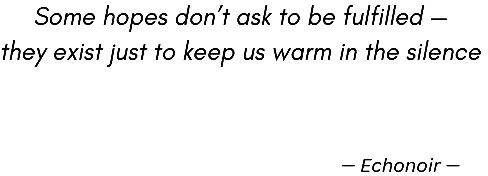 Some hopes don't ask to be fulfilled —
they exist just to keep us warm in the silence
— Echonoir —